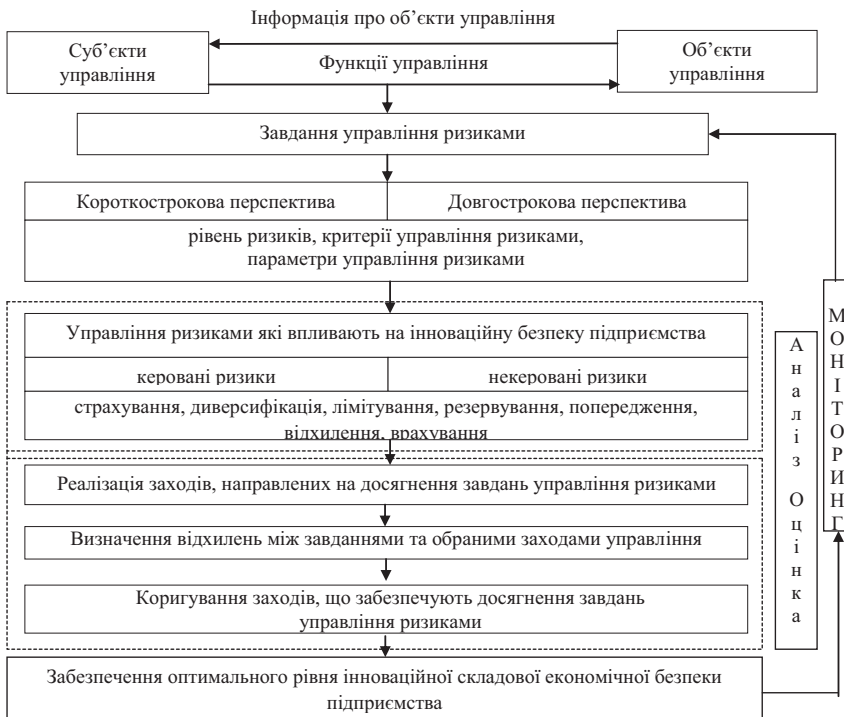 Інформація про об’єкти управління
Суб’єкти
управління
Функції управління
Об’єкти
управління
Завдання управління ризиками
Короткострокова перспектива
Довгострокова перспектива
рівень ризиків, критерії управління ризиками,
параметри управління ризиками
Управління ризиками які впливають на інноваційну безпеку підприємства
керовані ризики
некеровані ризики
страхування, диверсифікація, лімітування, резервування, попередження,
відхилення, врахування
Реалізація заходів, направлених на досягнення завдань управління ризиками
Визначення відхилень між завданнями та обраними заходами управління
Коригування заходів, що забезпечують досягнення завдань
управління ризиками
Забезпечення оптимального рівня інноваційної складової економічної безпеки
підприємства
Аналіз Оцінка
МОНІТОРИНГ